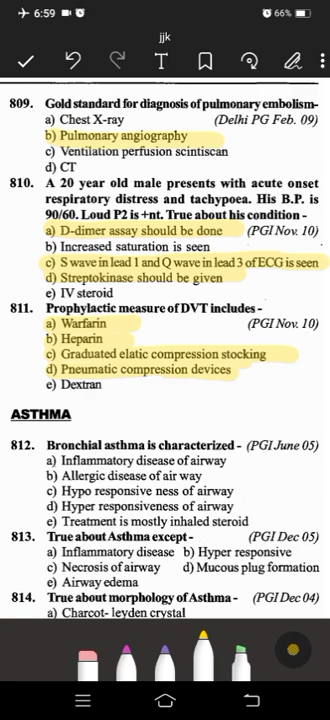 6:59 66%
jjk
T
809. Gold standard for diagnosis of pulmonary embolism-
a) Chest X-ray (Delhi PG Feb. 09)
b) Pulmonary angiography
c) Ventilation perfusion scintiscan
d) CT
810. A 20 year old male presents with acute onset
respiratory distress and tachypoea. His B.P. is
90/60. Loud P2 is +nt. True about his condition -
a) D-dimer assay should be done (PGI Nov. 10)
b) Increased saturation is seen
c) S wave in lead 1 and Q wave in lead 3 of ECG is seen
d) Streptokinase should be given
e) IV steroid
811. Prophylactic measure of DVT includes -
a) Warfarin (PGI Nov. 10)
b) Heparin
c) Graduated elatic compression stocking
d) Pneumatic compression devices
e) Dextran
ASTHMA
812. Bronchial asthma is characterized - (PGI June 05)
a) Inflammatory disease of airway
b) Allergic disease of air way
c) Hypo responsive ness of airway
d) Hyper responsiveness of airway
e) Treatment is mostly inhaled steroid
813. True about Asthma except - (PGI Dec 05)
a) Inflammatory disease b) Hyper responsive
c) Necrosis of airway d) Mucous plug formation
e) Airway edema
814. True about morphology of Asthma - (PGI Dec 04)
a) Charcot- leyden crystal